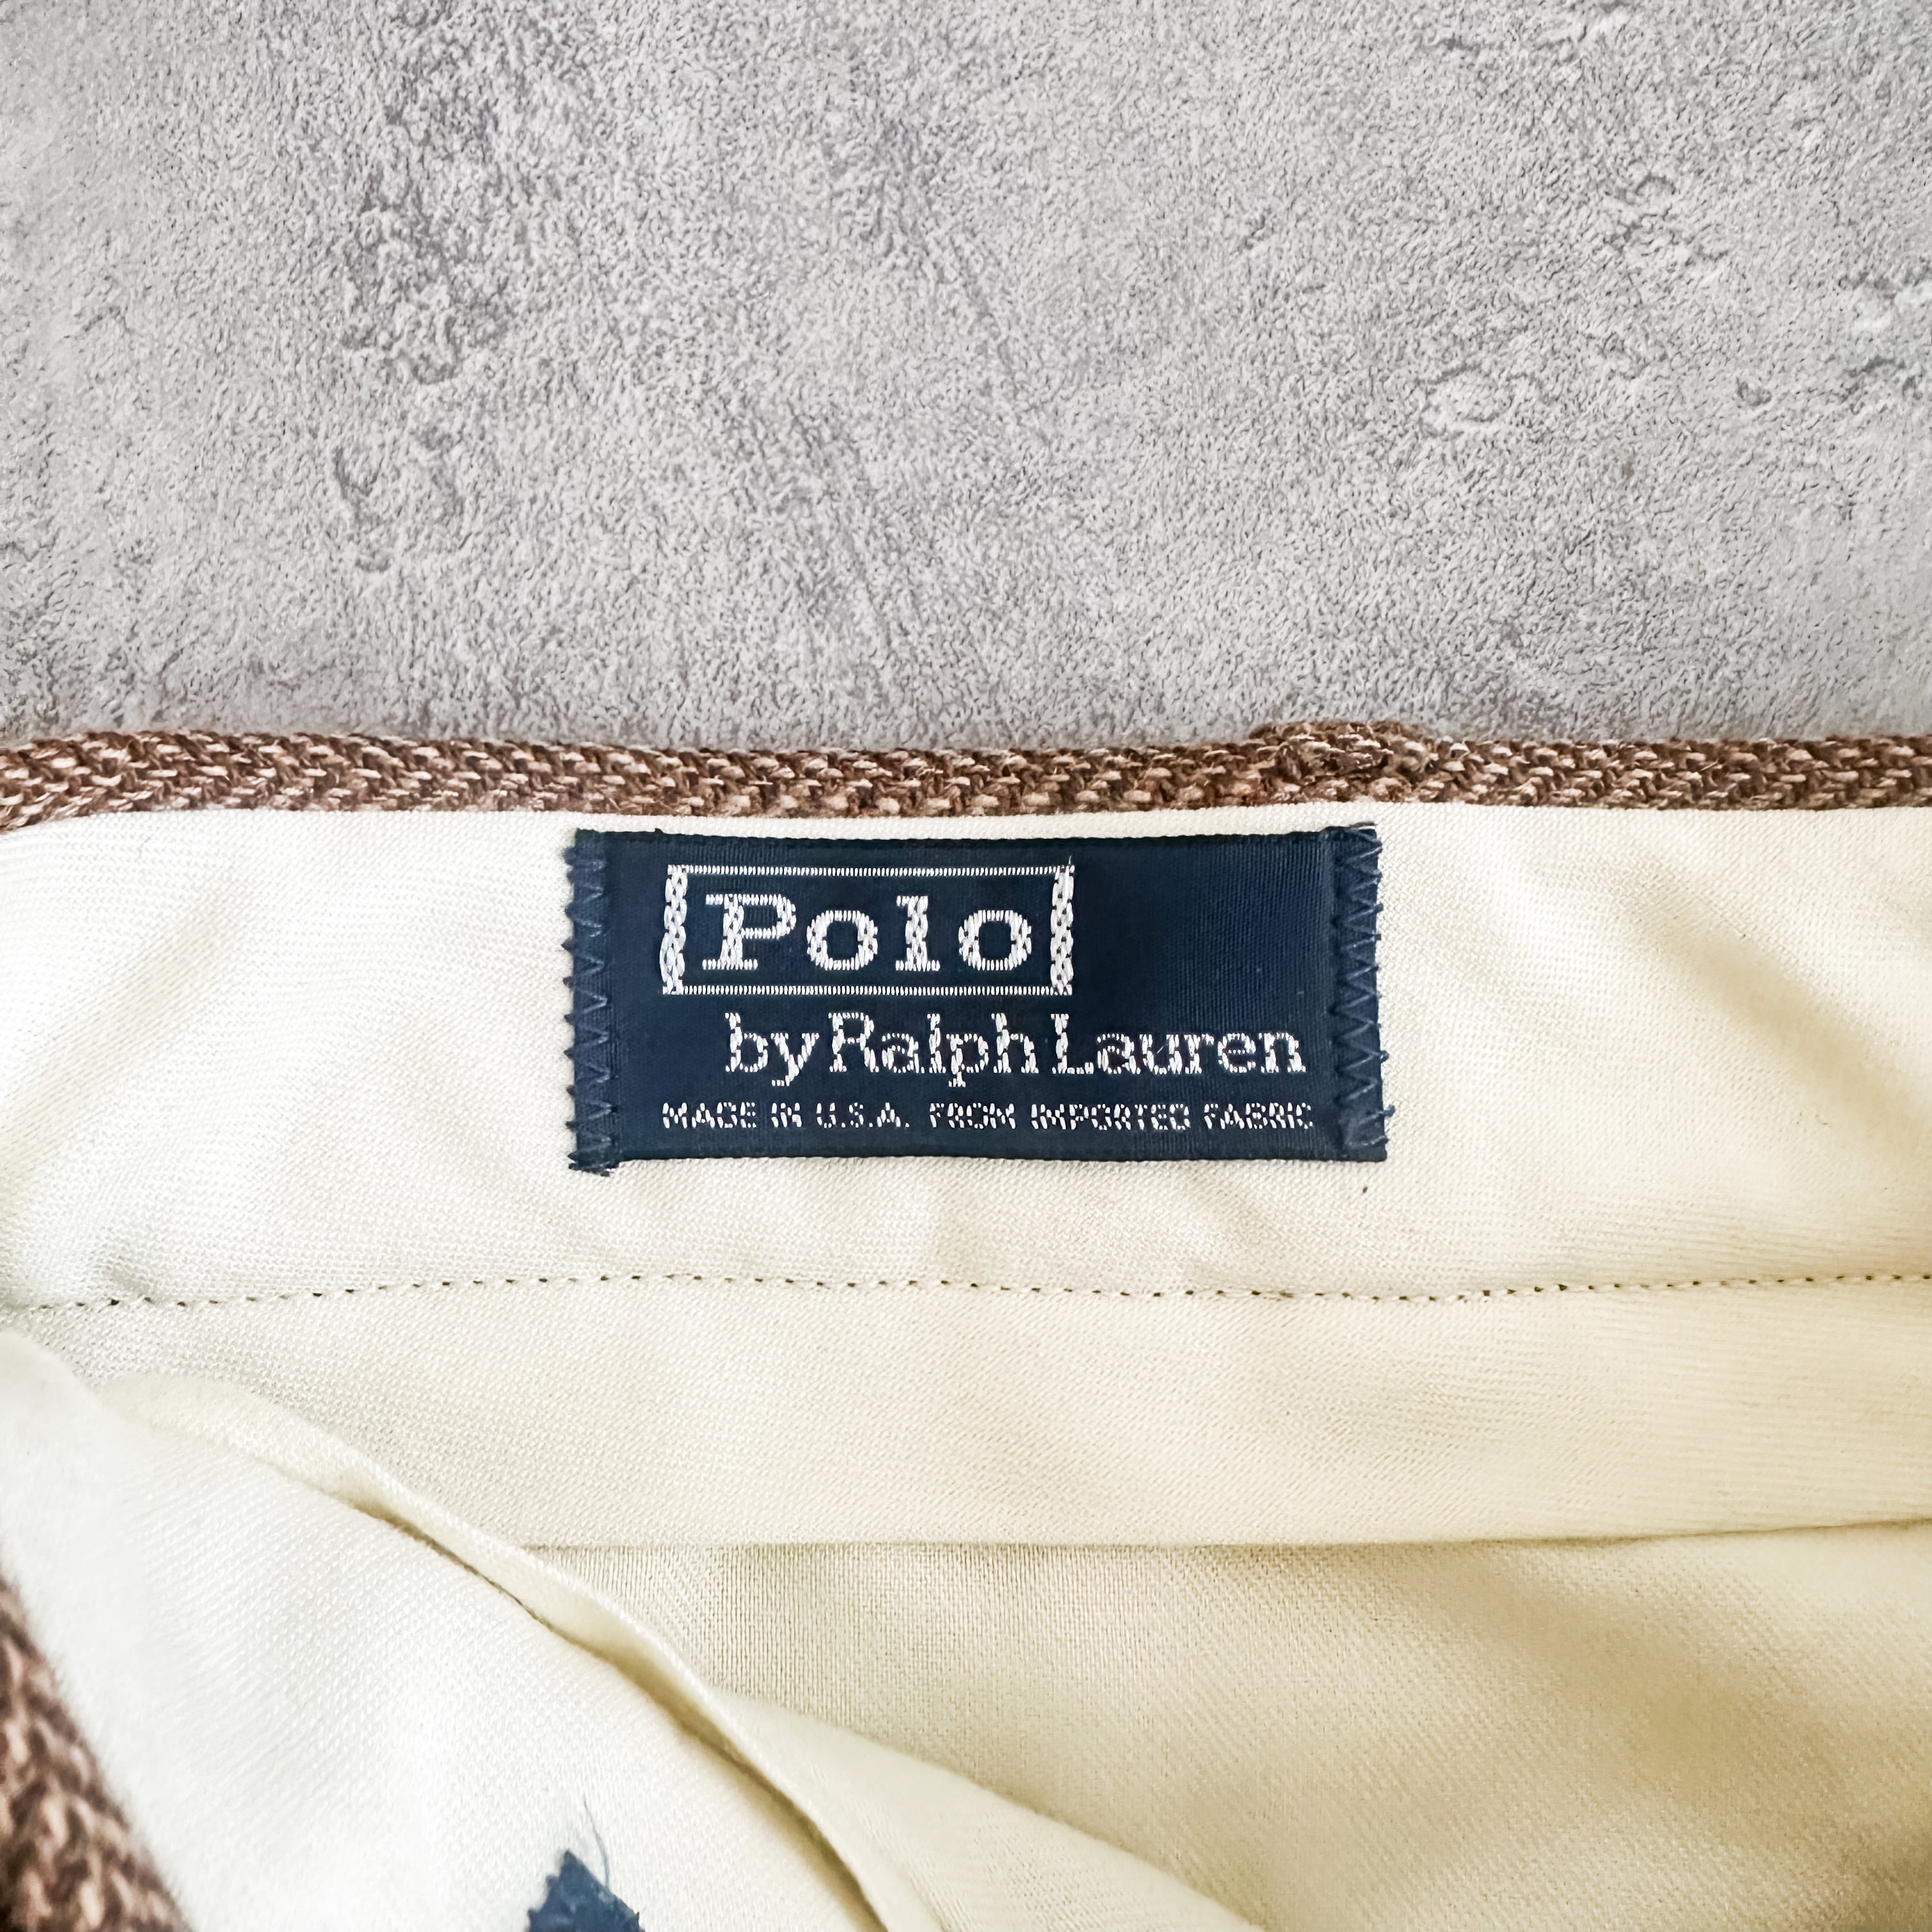 Polo
by Ralph Lauren
MADE IN U.S.A. FROM IMPORTED FABRIC